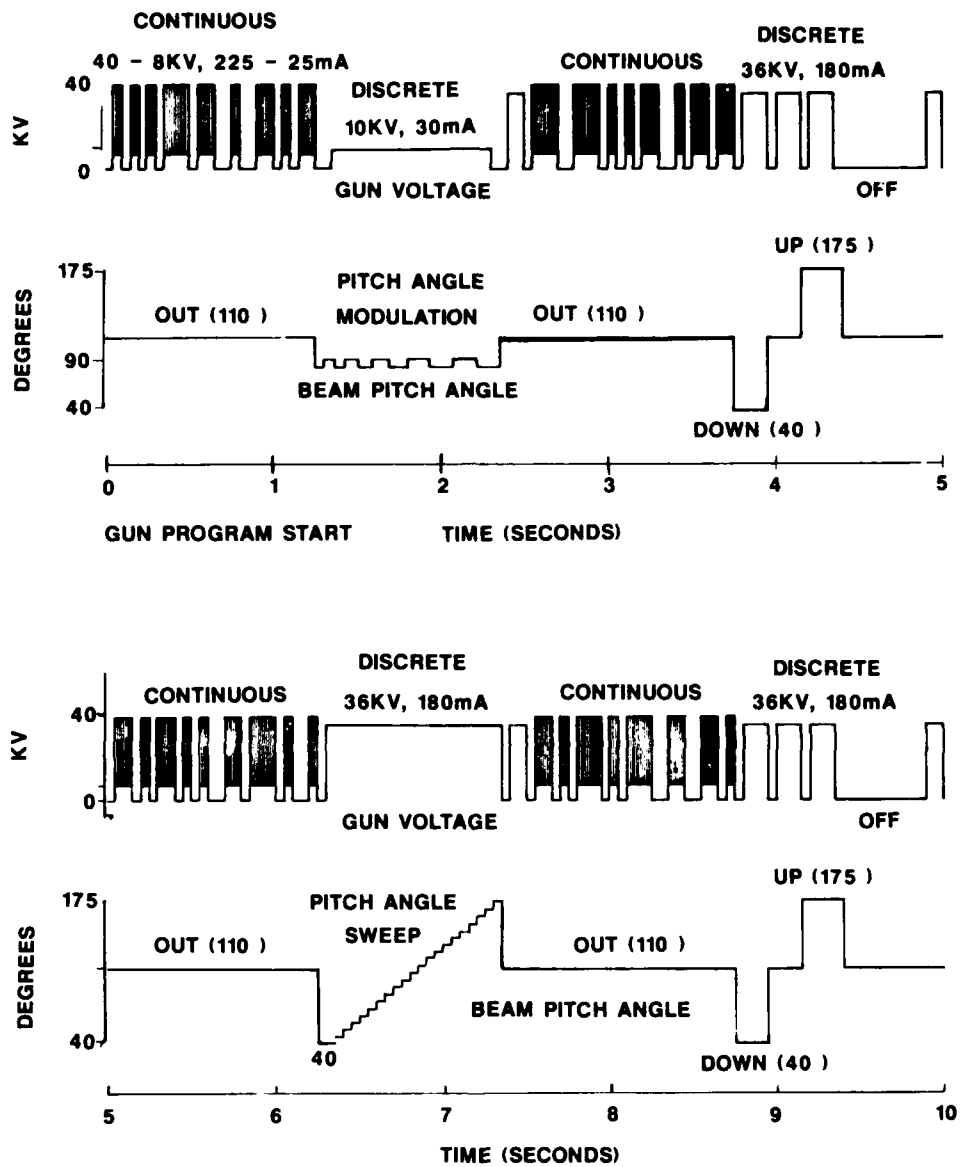 CONTINUOUS
40 - 8KV, 225 - 25mA
DISCRETE
36KV, 180mA
CONTINUOUS
DISCRETE
10KV, 30mA
40
KV
0
GUN VOLTAGE
OFF
UP (175 )
175
PITCH ANGLE
MODULATION
OUT (110 )
OUT (110 )
DEGREES
90
BEAM PITCH ANGLE
40
DOWN (40 )
0
1
2
3
4
5
GUN PROGRAM START
TIME (SECONDS)
DISCRETE
36KV, 180mA
DISCRETE
36KV, 180mA
CONTINUOUS
CONTINUOUS
40
KV
0
GUN VOLTAGE
OFF
UP (175 )
175
PITCH ANGLE
SWEEP
OUT (110 )
OUT (110 )
DEGREES
BEAM PITCH ANGLE
40
40
DOWN (40 )
5
6
7
8
9
10
TIME (SECONDS)